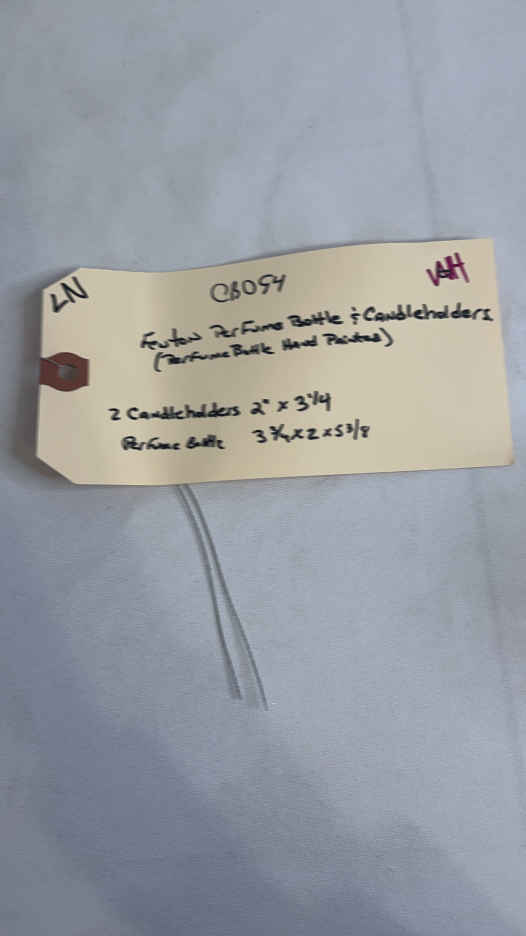 LN
CB054
WH
Fenton Perfume Bottle & Candleholders
(Perfume Bottle Hand Painted)
2 Candleholders 2" x 3 1/4
Perfume Bottle 3 3/4 x 2 x 5 3/8